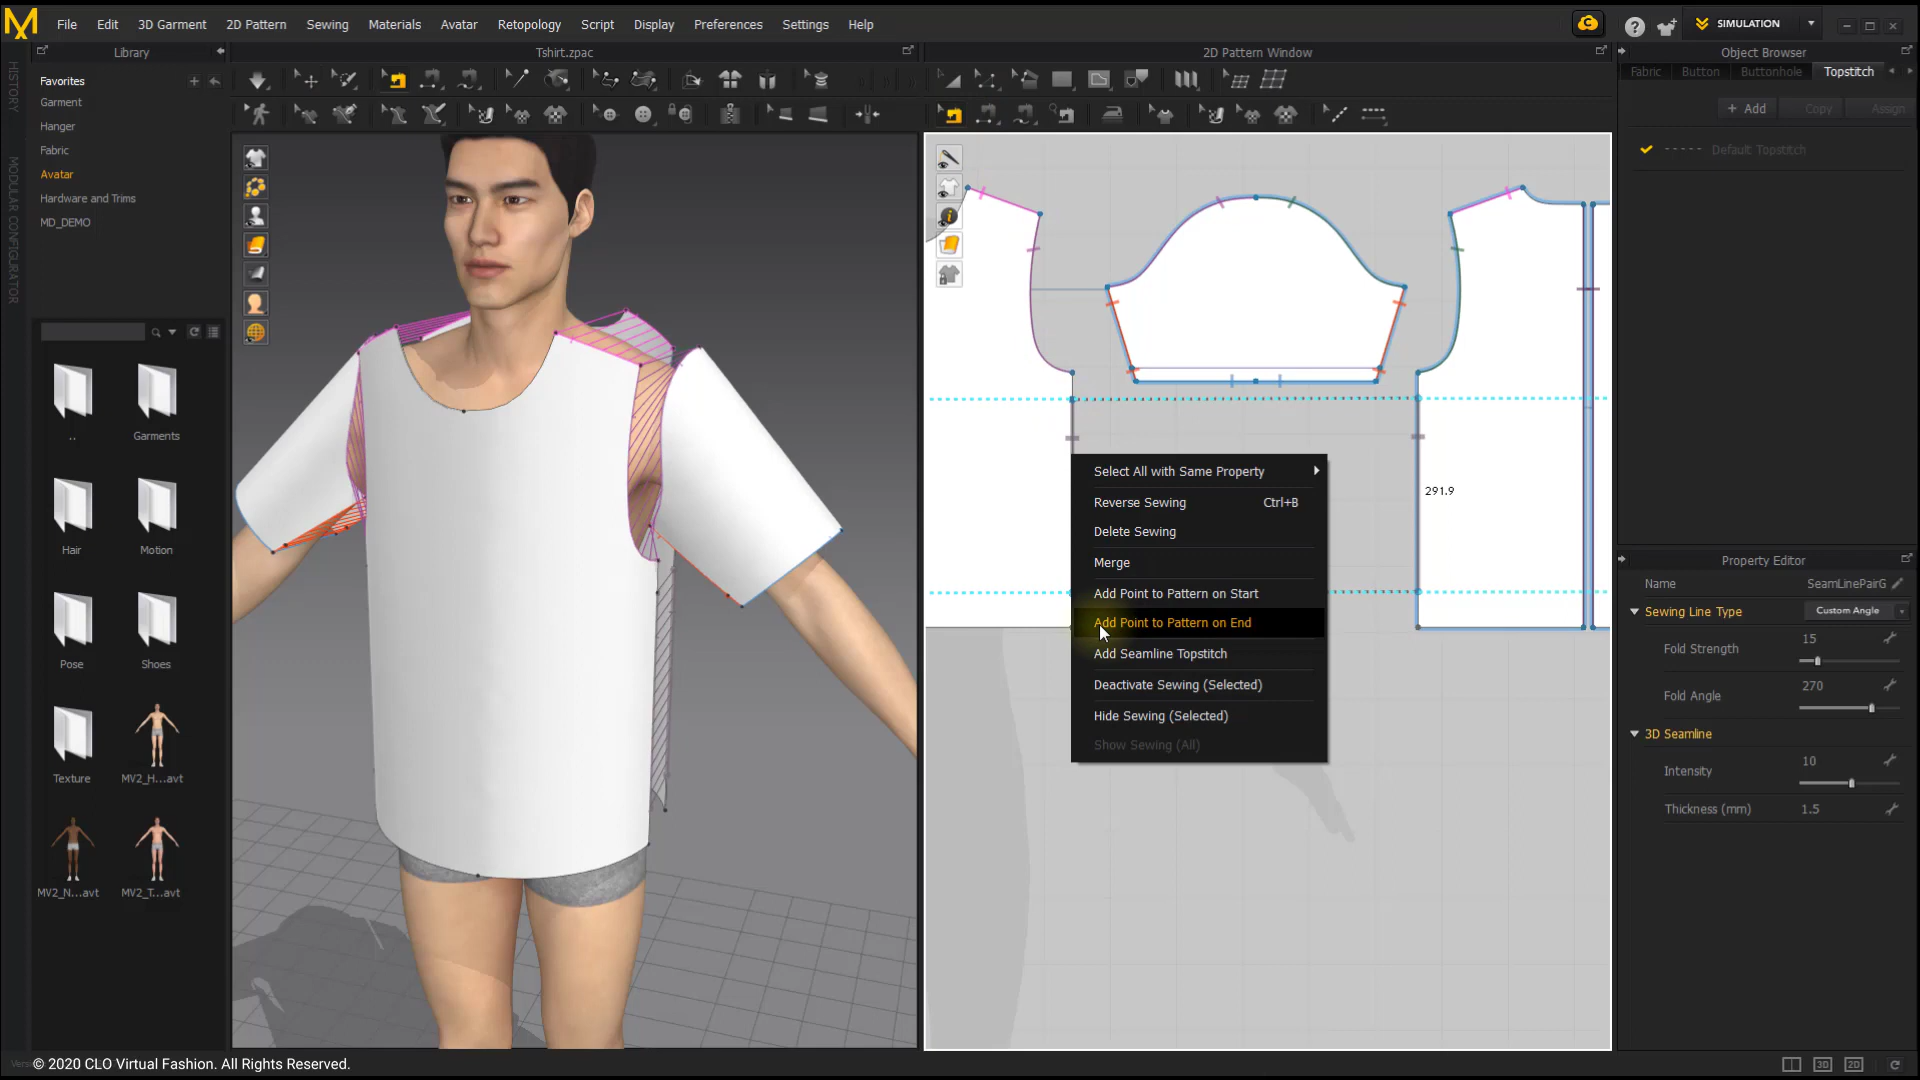 File Edit 3D Garment 2D Pattern Sewing Materials Avatar Retopology Script Display Preferences Settings Help
SIMULATION
Library
Tshirt.zpac
2D Pattern Window
Object Browser
HISTORY
MODULAR CONFIGURATOR
Favorites
Garment
Hanger
Fabric
Avatar
Hardware and Trims
MD_DEMO
Fabric Button Buttonhole Topstitch
+ Add Copy Assign
Default Topstitch
..
Garments
Hair
Motion
Pose
Shoes
Texture
MV2_H...avt
MV2_N...avt
MV2_T...avt
291.9
Select All with Same Property
Reverse Sewing Ctrl+B
Delete Sewing
Merge
Add Point to Pattern on Start
Add Point to Pattern on End
Add Seamline Topstitch
Deactivate Sewing (Selected)
Hide Sewing (Selected)
Show Sewing (All)
Property Editor
Name SeamLinePairG
Sewing Line Type Custom Angle
Fold Strength 15
Fold Angle 270
3D Seamline
Intensity 10
Thickness (mm) 1.5
© 2020 CLO Virtual Fashion. All Rights Reserved.
3D 2D